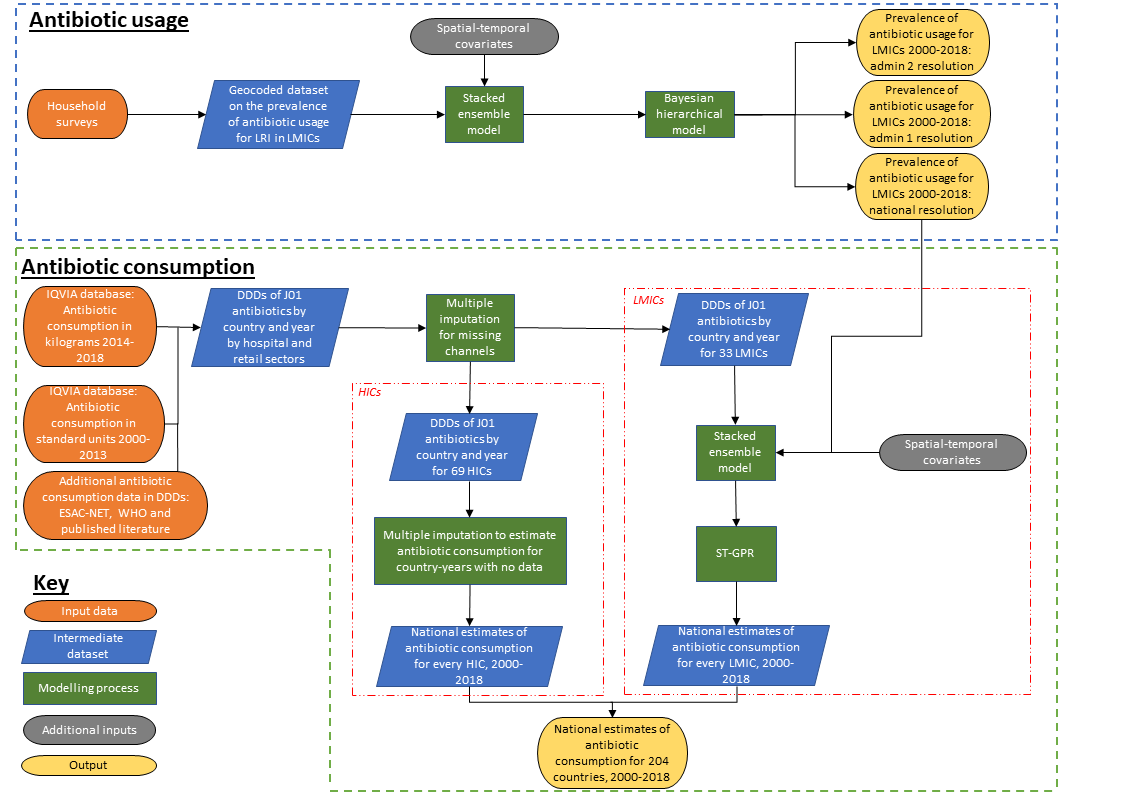 Antibiotic usage
Spatial-temporal
covariates
Household
surveys
Geocoded dataset
on the prevalence
of antibiotic usage
for LRI in LMICs
Stacked
ensemble
model
Bayesian
hierarchical
model
Prevalence of
antibiotic usage for
LMICs 2000-2018:
admin 2 resolution
Prevalence of
antibiotic usage for
LMICs 2000-2018:
admin 1 resolution
Prevalence of
antibiotic usage for
LMICs 2000-2018:
national resolution
Antibiotic consumption
IQVIA database:
Antibiotic
consumption in
kilograms 2014-
2018
IQVIA database:
Antibiotic
consumption in
standard units 2000-
2013
Additional antibiotic
consumption data in DDDs:
ESAC-NET, WHO and
published literature
DDDs of J01
antibiotics by
country and year
by hospital and
retail sectors
Multiple
imputation
for missing
channels
HICs
DDDs of J01
antibiotics by
country and year
for 69 HICs
Multiple imputation to estimate
antibiotic consumption for
country-years with no data
National estimates of
antibiotic consumption
for every HIC, 2000-
2018
LMICs
DDDs of J01
antibiotics by
country and year
for 33 LMICs
Stacked
ensemble
model
Spatial-temporal
covariates
ST-GPR
National estimates of
antibiotic consumption
for every LMIC, 2000-
2018
National estimates of
antibiotic
consumption for 204
countries, 2000-2018
Key
Input data
Intermediate
dataset
Modelling process
Additional inputs
Output